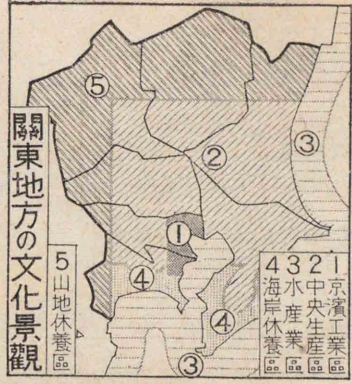 關東地方の文化景觀
1京濱工業區
2中央生産區
3水産業區
4海岸休養區
5山地休養區
⑤
②
③
①
④
④
③